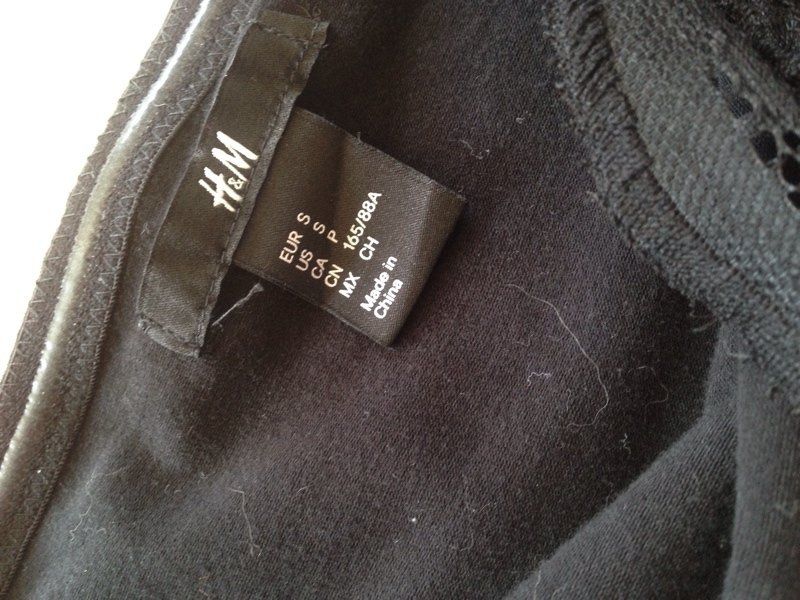 H&M
EUR S
US S
CA P
CN 165/88A
MX CH
Made in
China